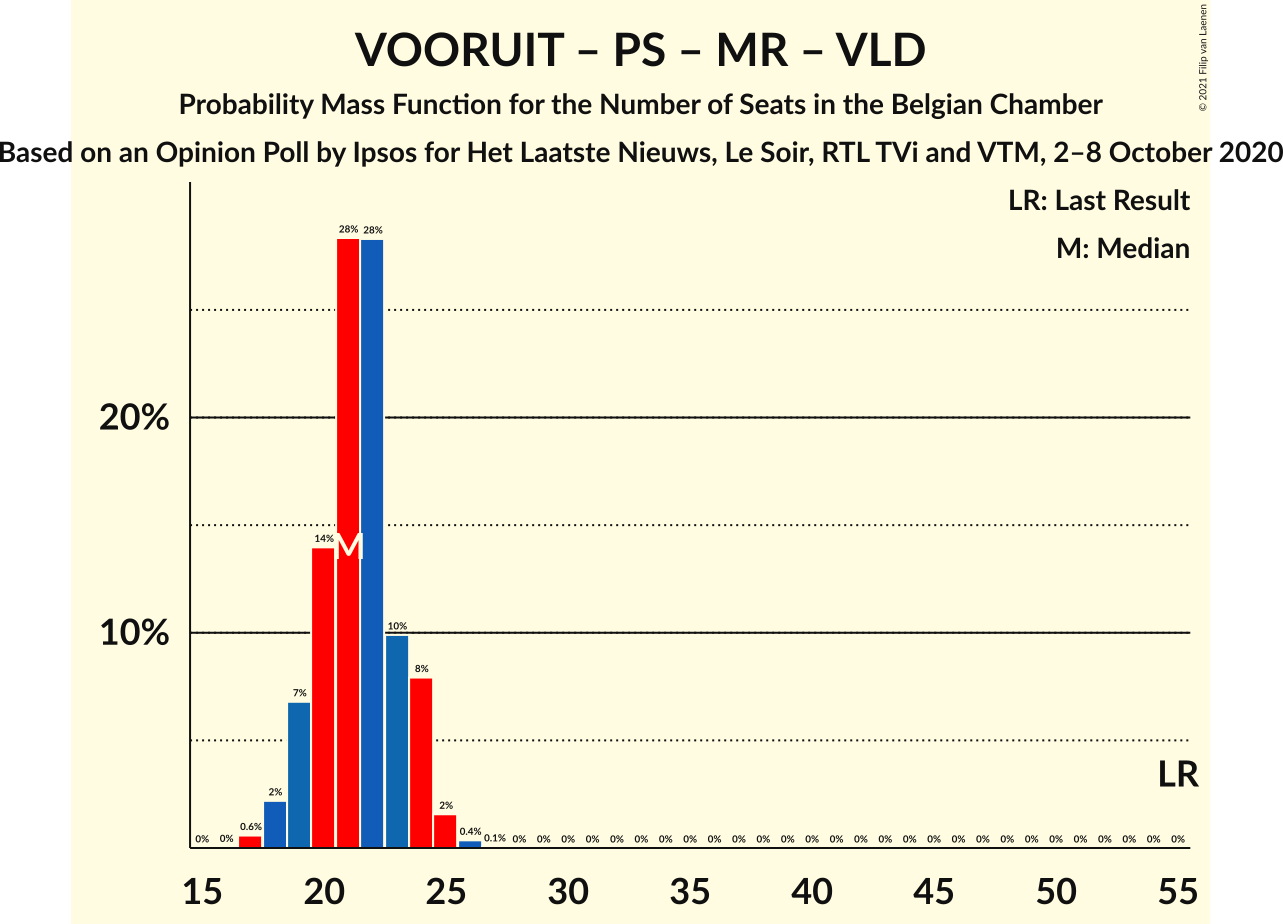 VOORUIT – PS – MR – VLD
Probability Mass Function for the Number of Seats in the Belgian Chamber
Based on an Opinion Poll by Ipsos for Het Laatste Nieuws, Le Soir, RTL TVi and VTM, 2–8 October 2020
© 2021 Filip van Laenen
LR: Last Result
M: Median
28% 28%
20%
14% M
10%
10%
8%
7%
LR
2% 2%
0% 0% 0.6% 0.4% 0.1% 0% 0% 0% 0% 0% 0% 0% 0% 0% 0% 0% 0% 0% 0% 0% 0% 0% 0% 0% 0% 0% 0% 0% 0% 0% 0% 0%
15 20 25 30 35 40 45 50 55